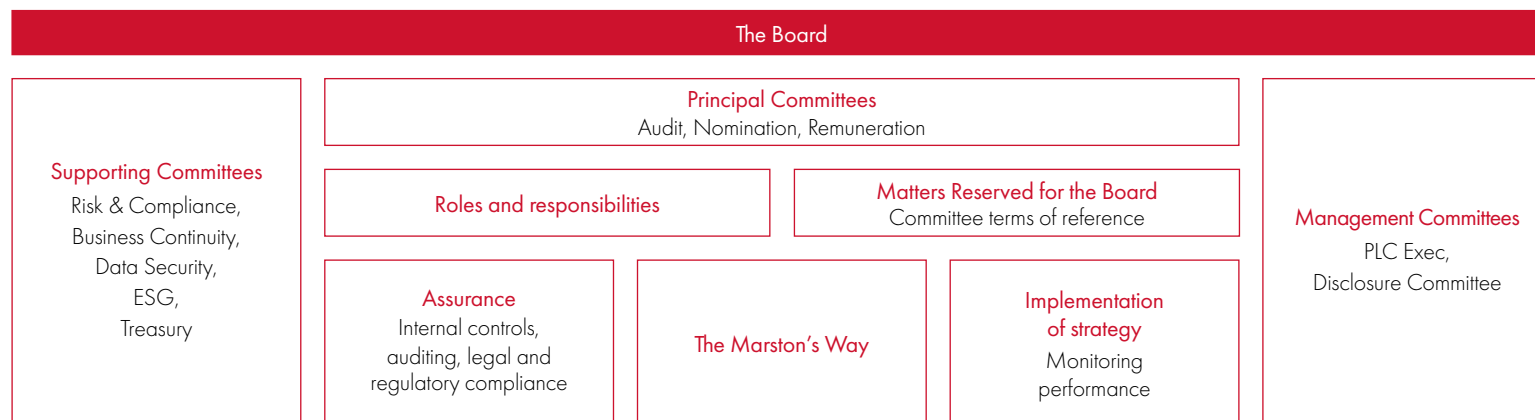 The Board
Supporting Committees
Risk & Compliance,
Business Continuity,
Data Security,
ESG,
Treasury
Principal Committees
Audit, Nomination, Remuneration
Roles and responsibilities
Matters Reserved for the Board
Committee terms of reference
Assurance
Internal controls,
auditing, legal and
regulatory compliance
The Marston’s Way
Implementation
of strategy
Monitoring
performance
Management Committees
PLC Exec,
Disclosure Committee